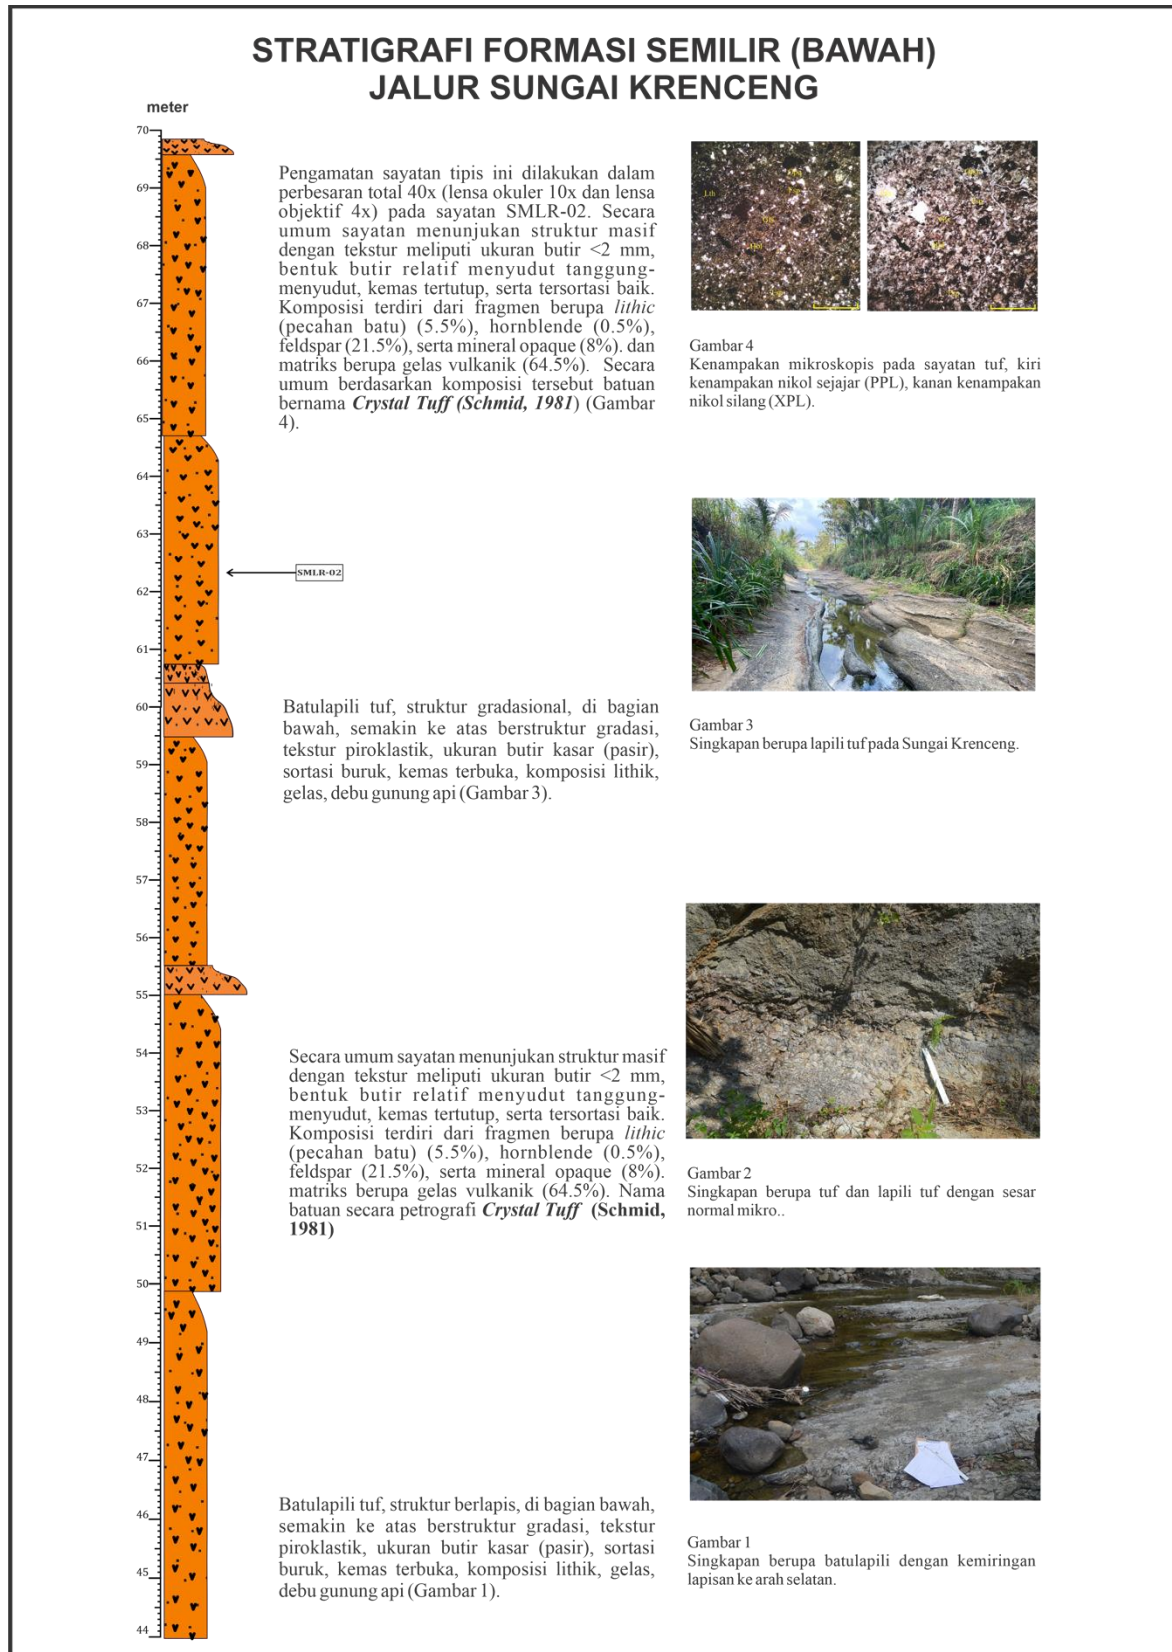 STRATIGRAFI FORMASI SEMILIR (BAWAH)
JALUR SUNGAI KRENCENG
meter
70
69
68
67
66
65
64
63
62
61
60
59
58
57
56
55
54
53
52
51
50
49
48
47
46
45
44
Pengamatan sayatan tipis ini dilakukan dalam
perbesaran total 40x (lensa okuler 10x dan lensa
objektif 4x) pada sayatan SMLR-02. Secara
umum sayatan menunjukan struktur masif
dengan tekstur meliputi ukuran butir <2 mm,
bentuk butir relatif menyudut tanggung-
menyudut, kemas tertutup, serta tersortasi baik.
Komposisi terdiri dari fragmen berupa lithic
(pecahan batu) (5.5%), hornblende (0.5%),
feldspar (21.5%), serta mineral opaque (8%). dan
matriks berupa gelas vulkanik (64.5%). Secara
umum berdasarkan komposisi tersebut batuan
bernama Crystal Tuff (Schmid, 1981) (Gambar
4).
Lth
Gambar 4
Kenampakan mikroskopis pada sayatan tuf, kiri
kenampakan nikol sejajar (PPL), kanan kenampakan
nikol silang (XPL).
SMLR-02
Batulapili tuf, struktur gradasional, di bagian
bawah, semakin ke atas berstruktur gradasi,
tekstur piroklastik, ukuran butir kasar (pasir),
sortasi buruk, kemas terbuka, komposisi lithik,
gelas, debu gunung api (Gambar 3).
Gambar 3
Singkapan berupa lapili tuf pada Sungai Krenceng.
Secara umum sayatan menunjukan struktur masif
dengan tekstur meliputi ukuran butir <2 mm,
bentuk butir relatif menyudut tanggung-
menyudut, kemas tertutup, serta tersortasi baik.
Komposisi terdiri dari fragmen berupa lithic
(pecahan batu) (5.5%), hornblende (0.5%),
feldspar (21.5%), serta mineral opaque (8%).
matriks berupa gelas vulkanik (64.5%). Nama
batuan secara petrografi Crystal Tuff (Schmid,
1981)
Gambar 2
Singkapan berupa tuf dan lapili tuf dengan sesar
normal mikro..
Batulapili tuf, struktur berlapis, di bagian bawah,
semakin ke atas berstruktur gradasi, tekstur
piroklastik, ukuran butir kasar (pasir), sortasi
buruk, kemas terbuka, komposisi lithik, gelas,
debu gunung api (Gambar 1).
Gambar 1
Singkapan berupa batulapili dengan kemiringan
lapisan ke arah selatan.